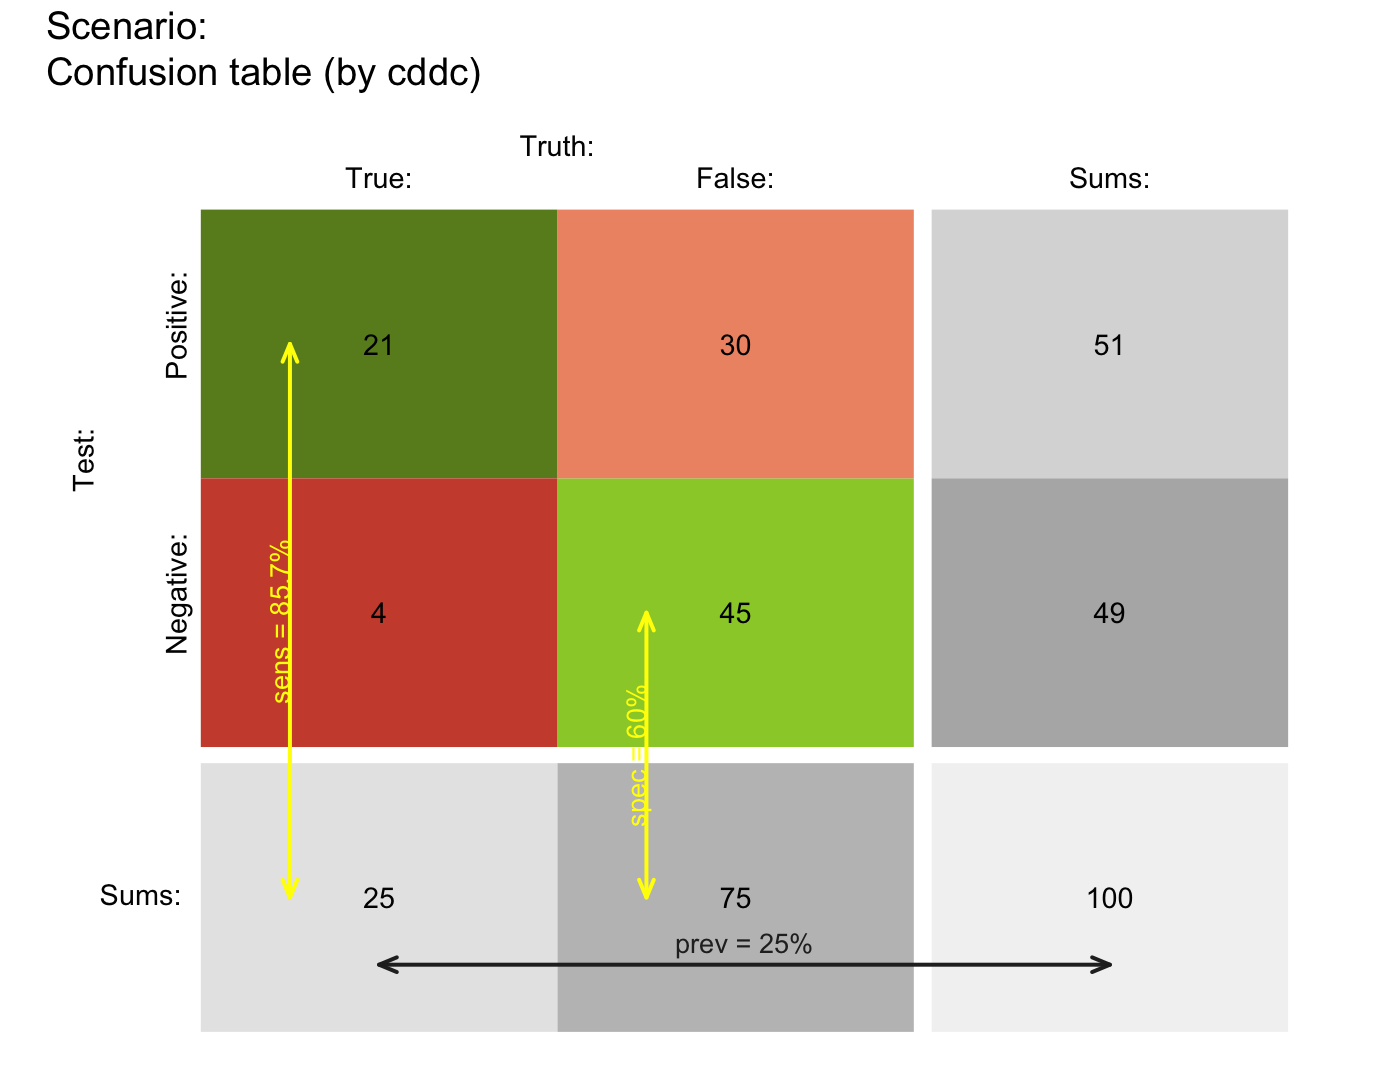 Scenario:
Confusion table (by cddc)
Truth:
True:
False:
Sums:
Test:
Positive:
21
30
51
Negative:
4
45
49
sens = 85.7%
spec = 60%
Sums:
25
75
100
prev = 25%